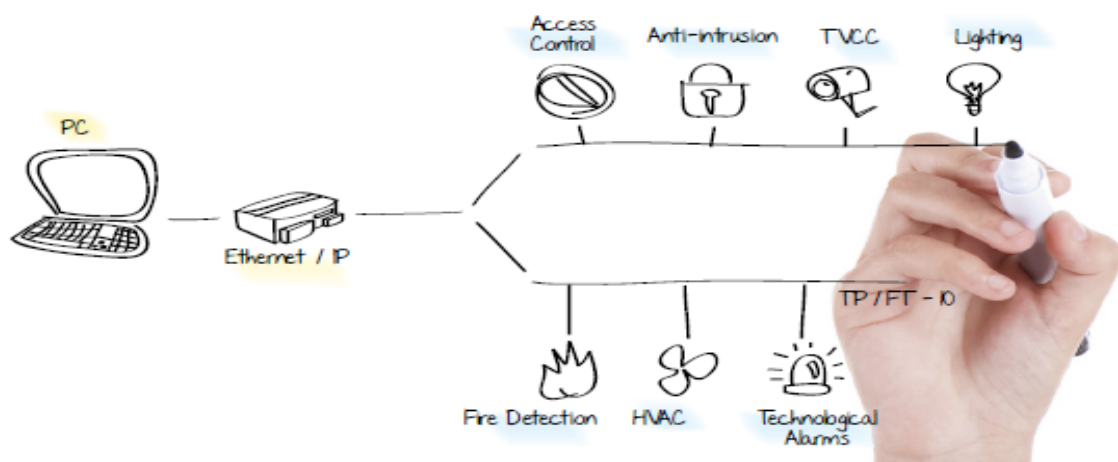 Access
Control
Anti-intrusion
TVCC
Lighting
PC
Ethernet / IP
TP / FT - 10
Fire Detection
HVAC
Technological
Alarms